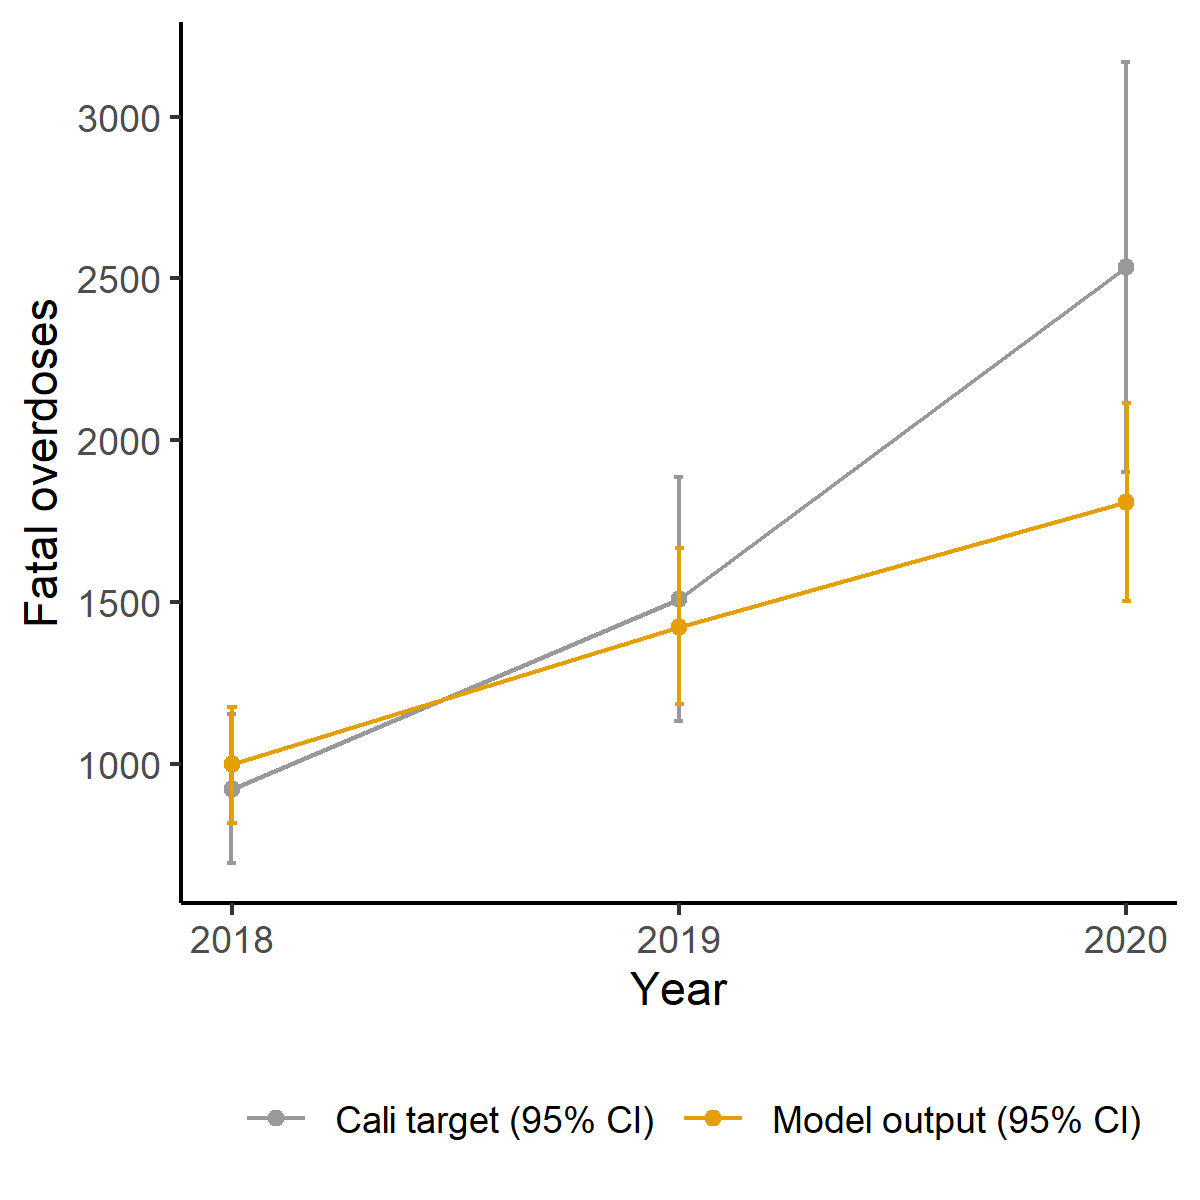 Fatal overdoses
3000
2500
2000
1500
1000
2018 2019 2020
Year
Cali target (95% CI) Model output (95% CI)